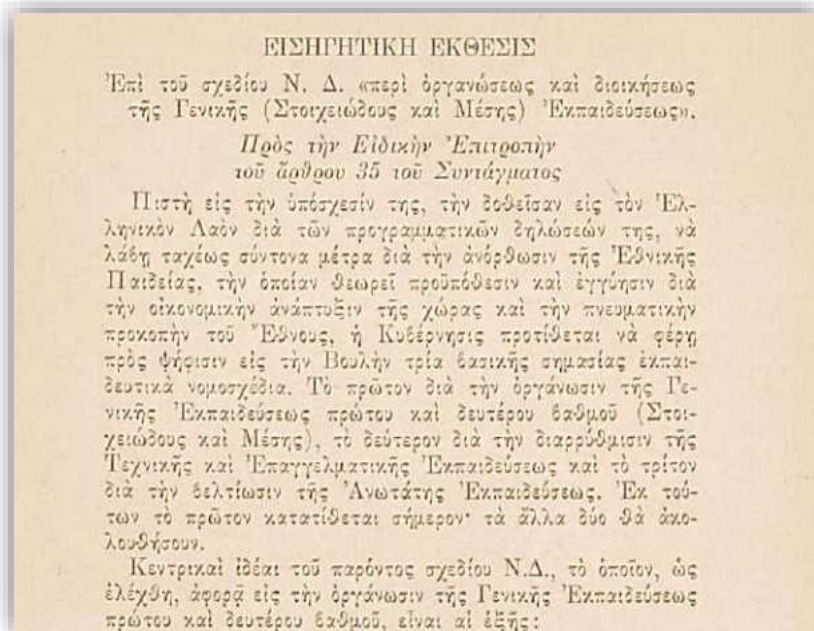 ΕΙΣΗΓΗΤΙΚΗ ΕΚΘΕΣΙΣ
Ἐπὶ τοῦ σχεδίου Ν. Δ. «περὶ ὀργανώσεως καὶ διοικήσεως
τῆς Γενικῆς (Στοιχειώδους καὶ Μέσης) Ἐκπαιδεύσεως».
Πρὸς τὴν Εἰδικὴν Ἐπιτροπὴν
τοῦ ἄρθρου 35 τοῦ Συντάγματος
Πιστὴ εἰς τὴν ὑπόσχεσίν της, τὴν δοθεῖσαν εἰς τὸν Ἑλ-
ληνικὸν Λαὸν διὰ τῶν προγραμματικῶν δηλώσεών της, νὰ
λάβῃ ταχέως σύντονα μέτρα διὰ τὴν ἀνόρθωσιν τῆς Ἐθνικῆς
Παιδείας, τὴν ὁποίαν θεωρεῖ προϋπόθεσιν καὶ ἐγγύησιν διὰ
τὴν οἰκονομικὴν ἀνάπτυξιν τῆς χώρας καὶ τὴν πνευματικὴν
προκοπὴν τοῦ Ἔθνους, ἡ Κυβέρνησις προτίθεται νὰ φέρῃ
πρὸς ψήφισιν εἰς τὴν Βουλὴν τρία βασικῆς σημασίας ἐκπαι-
δευτικὰ νομοσχέδια. Τὸ πρῶτον διὰ τὴν ὀργάνωσιν τῆς Γε-
νικῆς Ἐκπαιδεύσεως πρώτου καὶ δευτέρου βαθμοῦ (Στοι-
χειώδους καὶ Μέσης), τὸ δεύτερον διὰ τὴν διαρρύθμισιν τῆς
Τεχνικῆς καὶ Ἐπαγγελματικῆς Ἐκπαιδεύσεως καὶ τὸ τρίτον
διὰ τὴν βελτίωσιν τῆς Ἀνωτάτης Ἐκπαιδεύσεως. Ἐκ τού-
των τὸ πρῶτον κατατίθεται σήμερον· τὰ ἄλλα δύο θὰ ἀκο-
λουθήσουν.
Κεντρικαὶ ἰδέαι τοῦ παρόντος σχεδίου Ν.Δ., τὸ ὁποῖον, ὡς
ἐλέχθη, ἀφορᾷ εἰς τὴν ὀργάνωσιν τῆς Γενικῆς Ἐκπαιδεύσεως
πρώτου καὶ δευτέρου βαθμοῦ, εἶναι αἱ ἑξῆς: